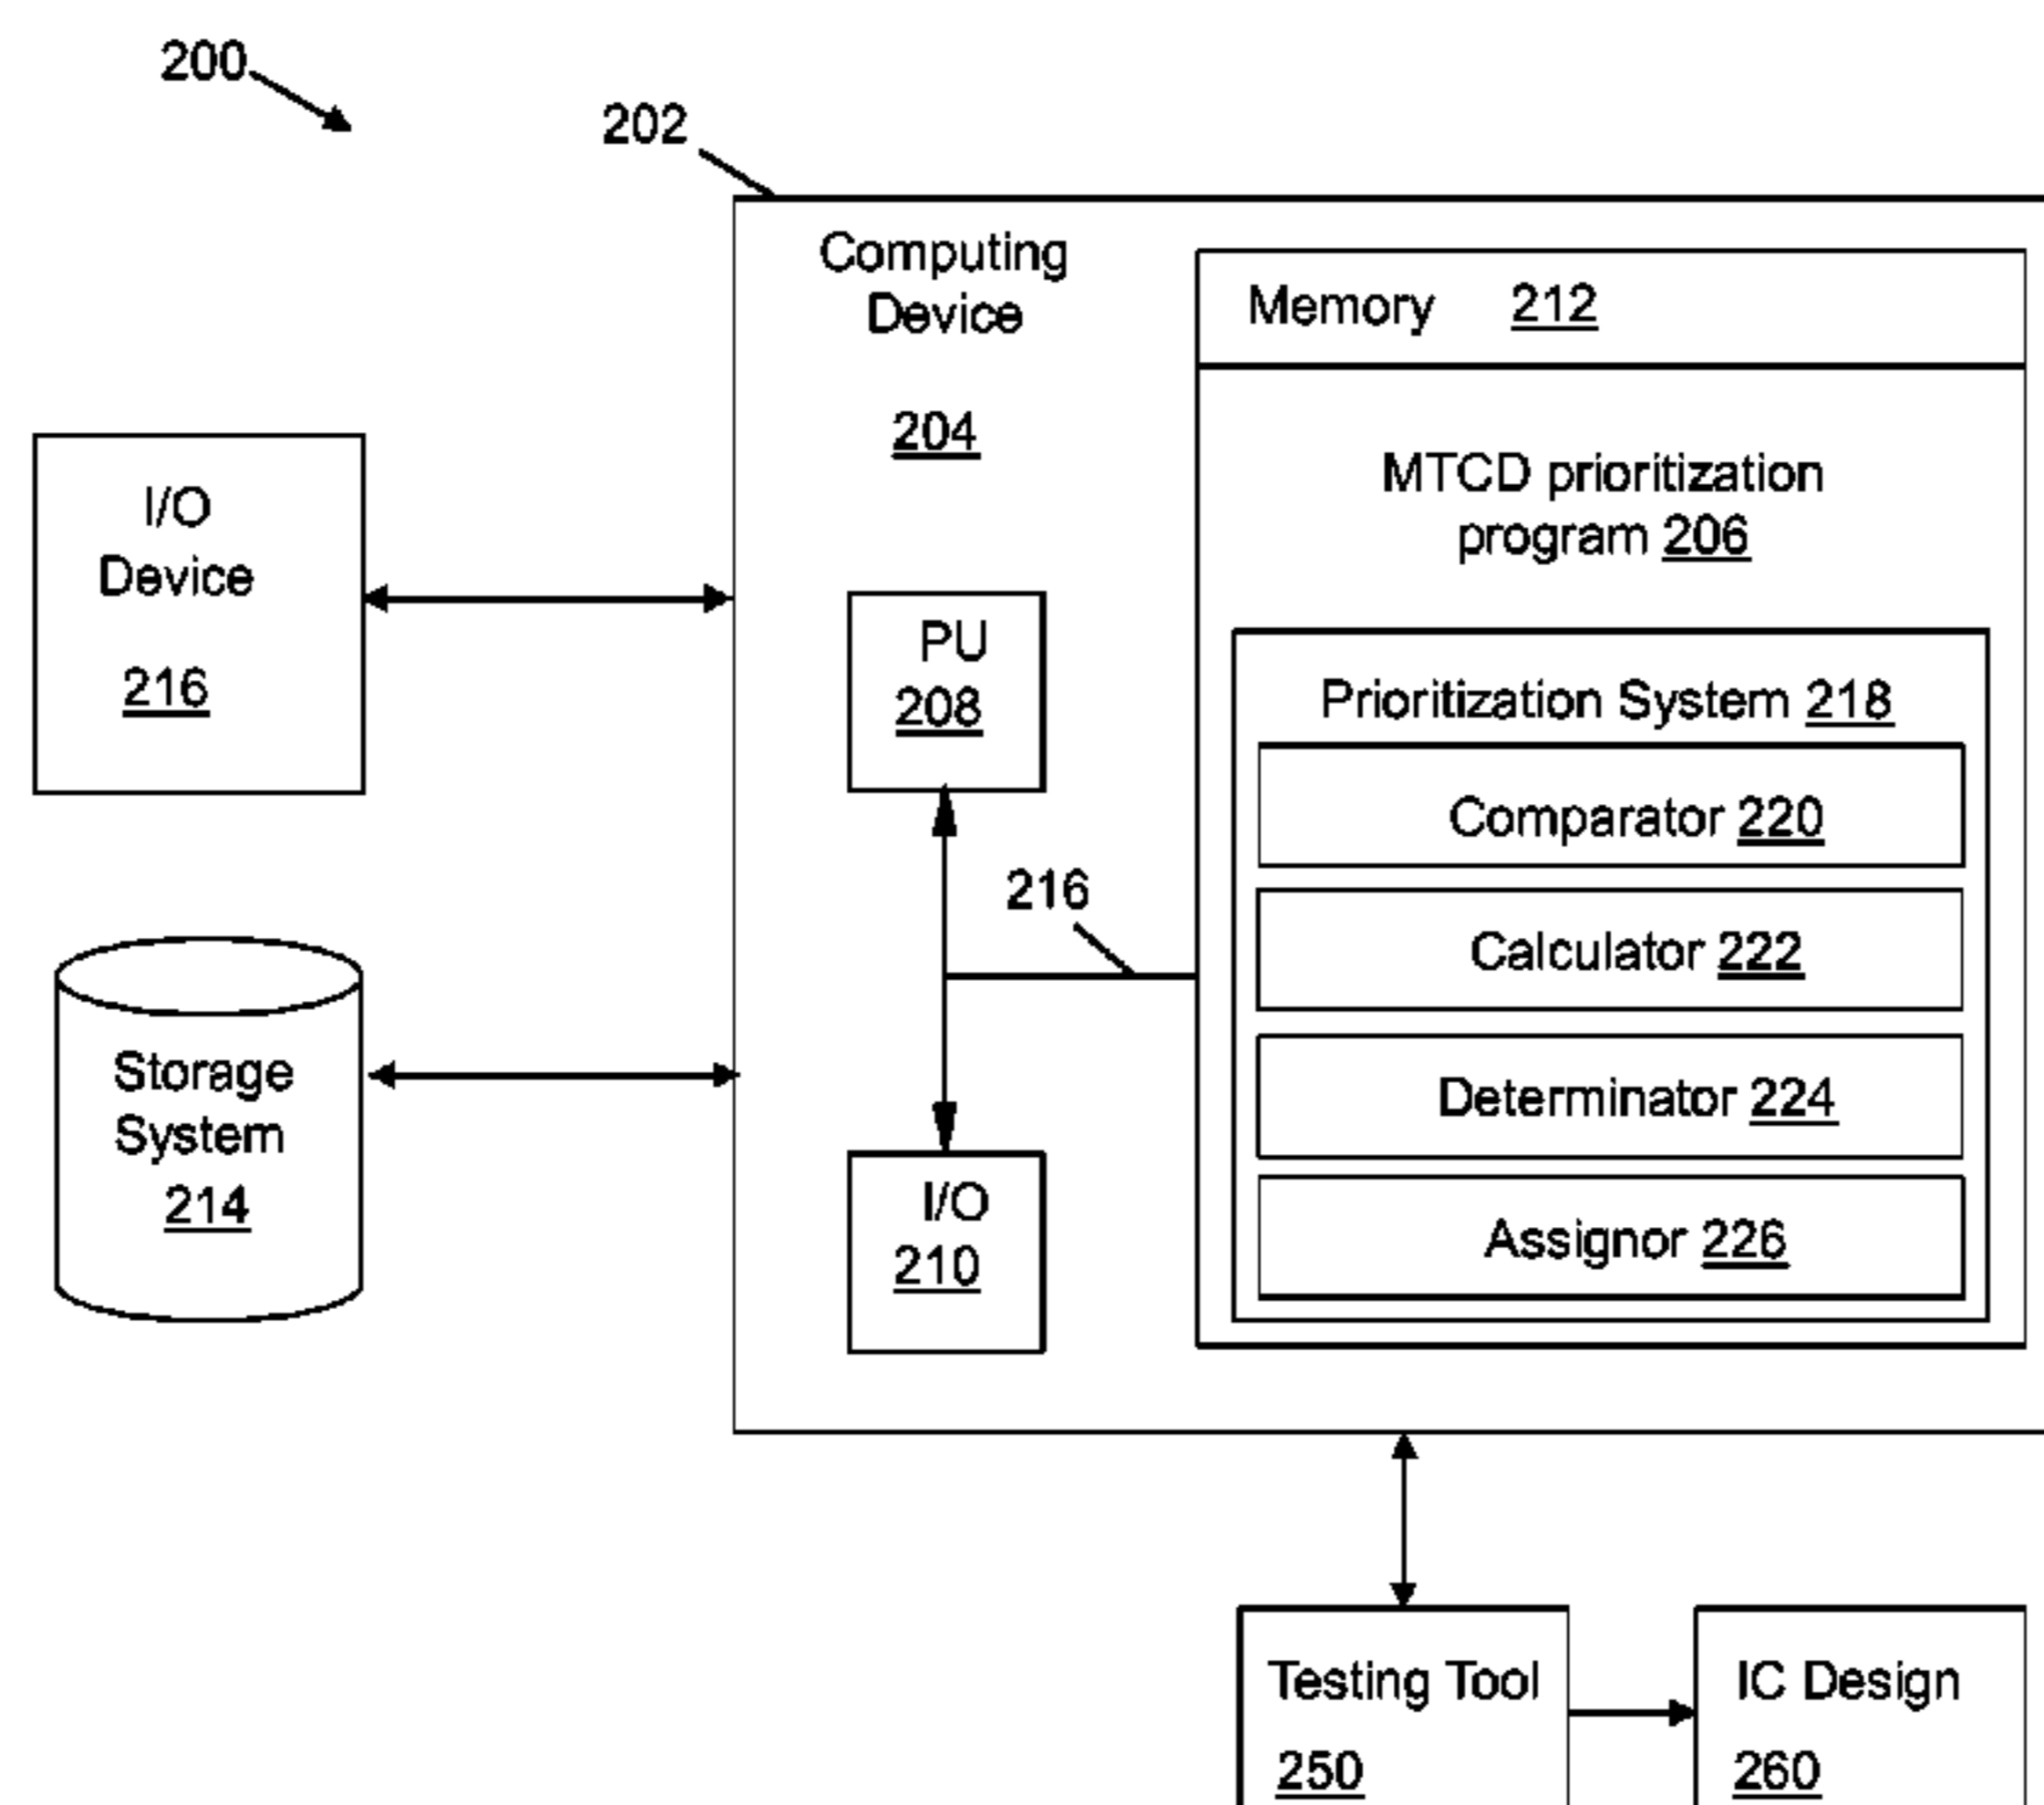 200
202
Computing
Device
204
Memory 212
MTCD prioritization
program 206
I/O
Device
216
PU
208
Prioritization System 218
Comparator 220
216
Calculator 222
Storage
System
214
Determinator 224
I/O
210
Assignor 226
Testing Tool
250
IC Design
260